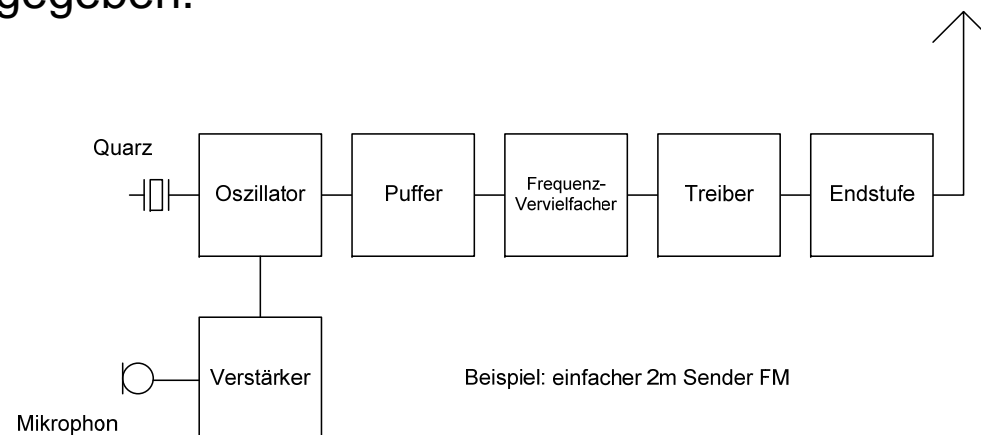 gegeben.
Quarz
Oszillator
Puffer
Frequenz-
Vervielfacher
Treiber
Endstufe
Verstärker
Beispiel: einfacher 2m Sender FM
Mikrophon